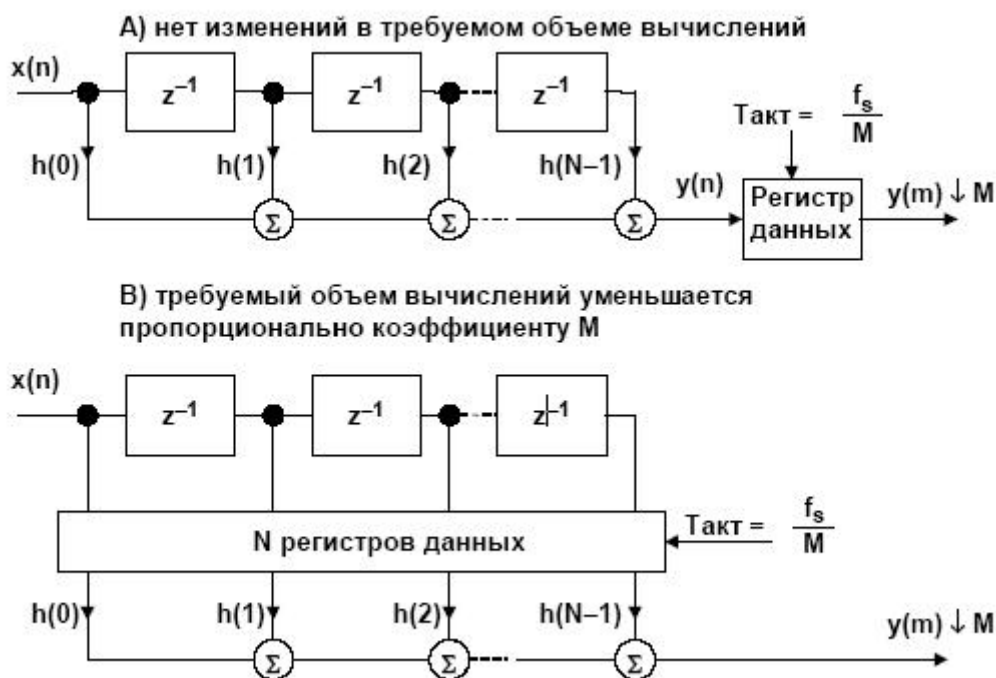 А) нет изменений в требуемом объеме вычислений
x(n)
z⁻¹ z⁻¹ z⁻¹
Такт = fₛ/M
h(0) h(1) h(2) h(N–1) y(n) Регистр данных y(m) ↓ M
Σ Σ Σ
В) требуемый объем вычислений уменьшается
пропорционально коэффициенту М
x(n)
z⁻¹ z⁻¹ z|⁻¹
N регистров данных Такт = fₛ/M
h(0) h(1) h(2) h(N–1) y(m) ↓ M
Σ Σ Σ